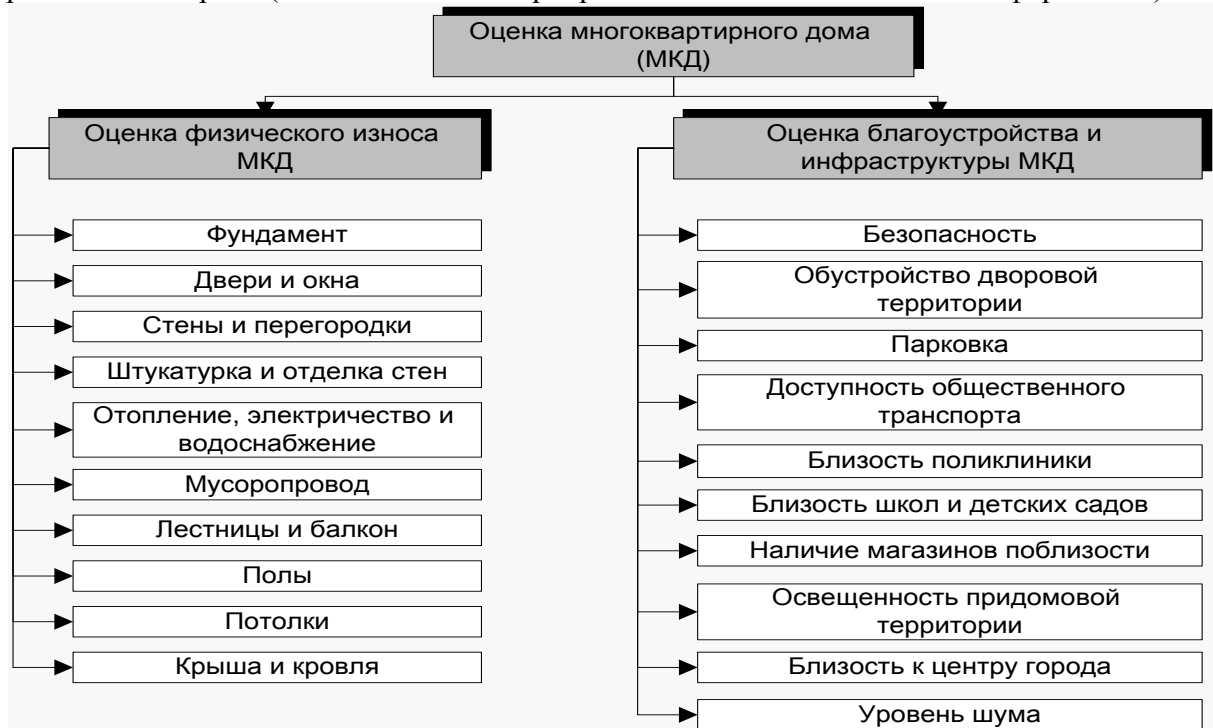 Оценка многоквартирного дома
(МКД)
Оценка физического износа
МКД
Фундамент
Двери и окна
Стены и перегородки
Штукатурка и отделка стен
Отопление, электричество и
водоснабжение
Мусоропровод
Лестницы и балкон
Полы
Потолки
Крыша и кровля
Оценка благоустройства и
инфраструктуры МКД
Безопасность
Обустройство дворовой
территории
Парковка
Доступность общественного
транспорта
Близость поликлиники
Близость школ и детских садов
Наличие магазинов поблизости
Освещенность придомовой
территории
Близость к центру города
Уровень шума